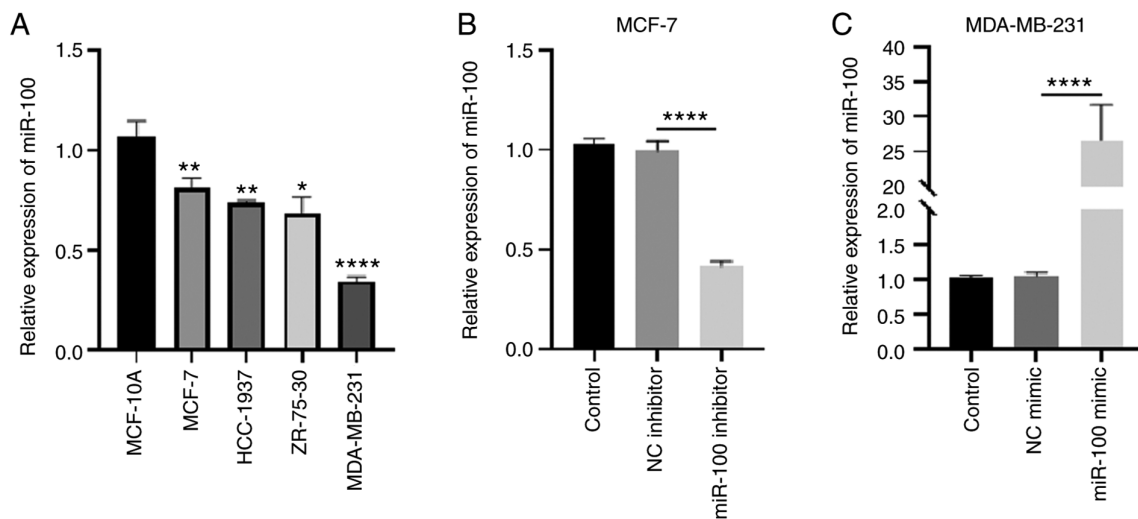 A
Relative expression of miR-100
1.5
1.0
0.5
0.0
**
**
*
****
MCF-10A
MCF-7
HCC-1937
ZR-75-30
MDA-MB-231
B
MCF-7
Relative expression of miR-100
1.5
1.0
0.5
0.0
****
Control
NC inhibitor
miR-100 inhibitor
C
MDA-MB-231
Relative expression of miR-100
40
35
30
25
20
2.0
1.5
1.0
0.5
0.0
****
Control
NC mimic
miR-100 mimic